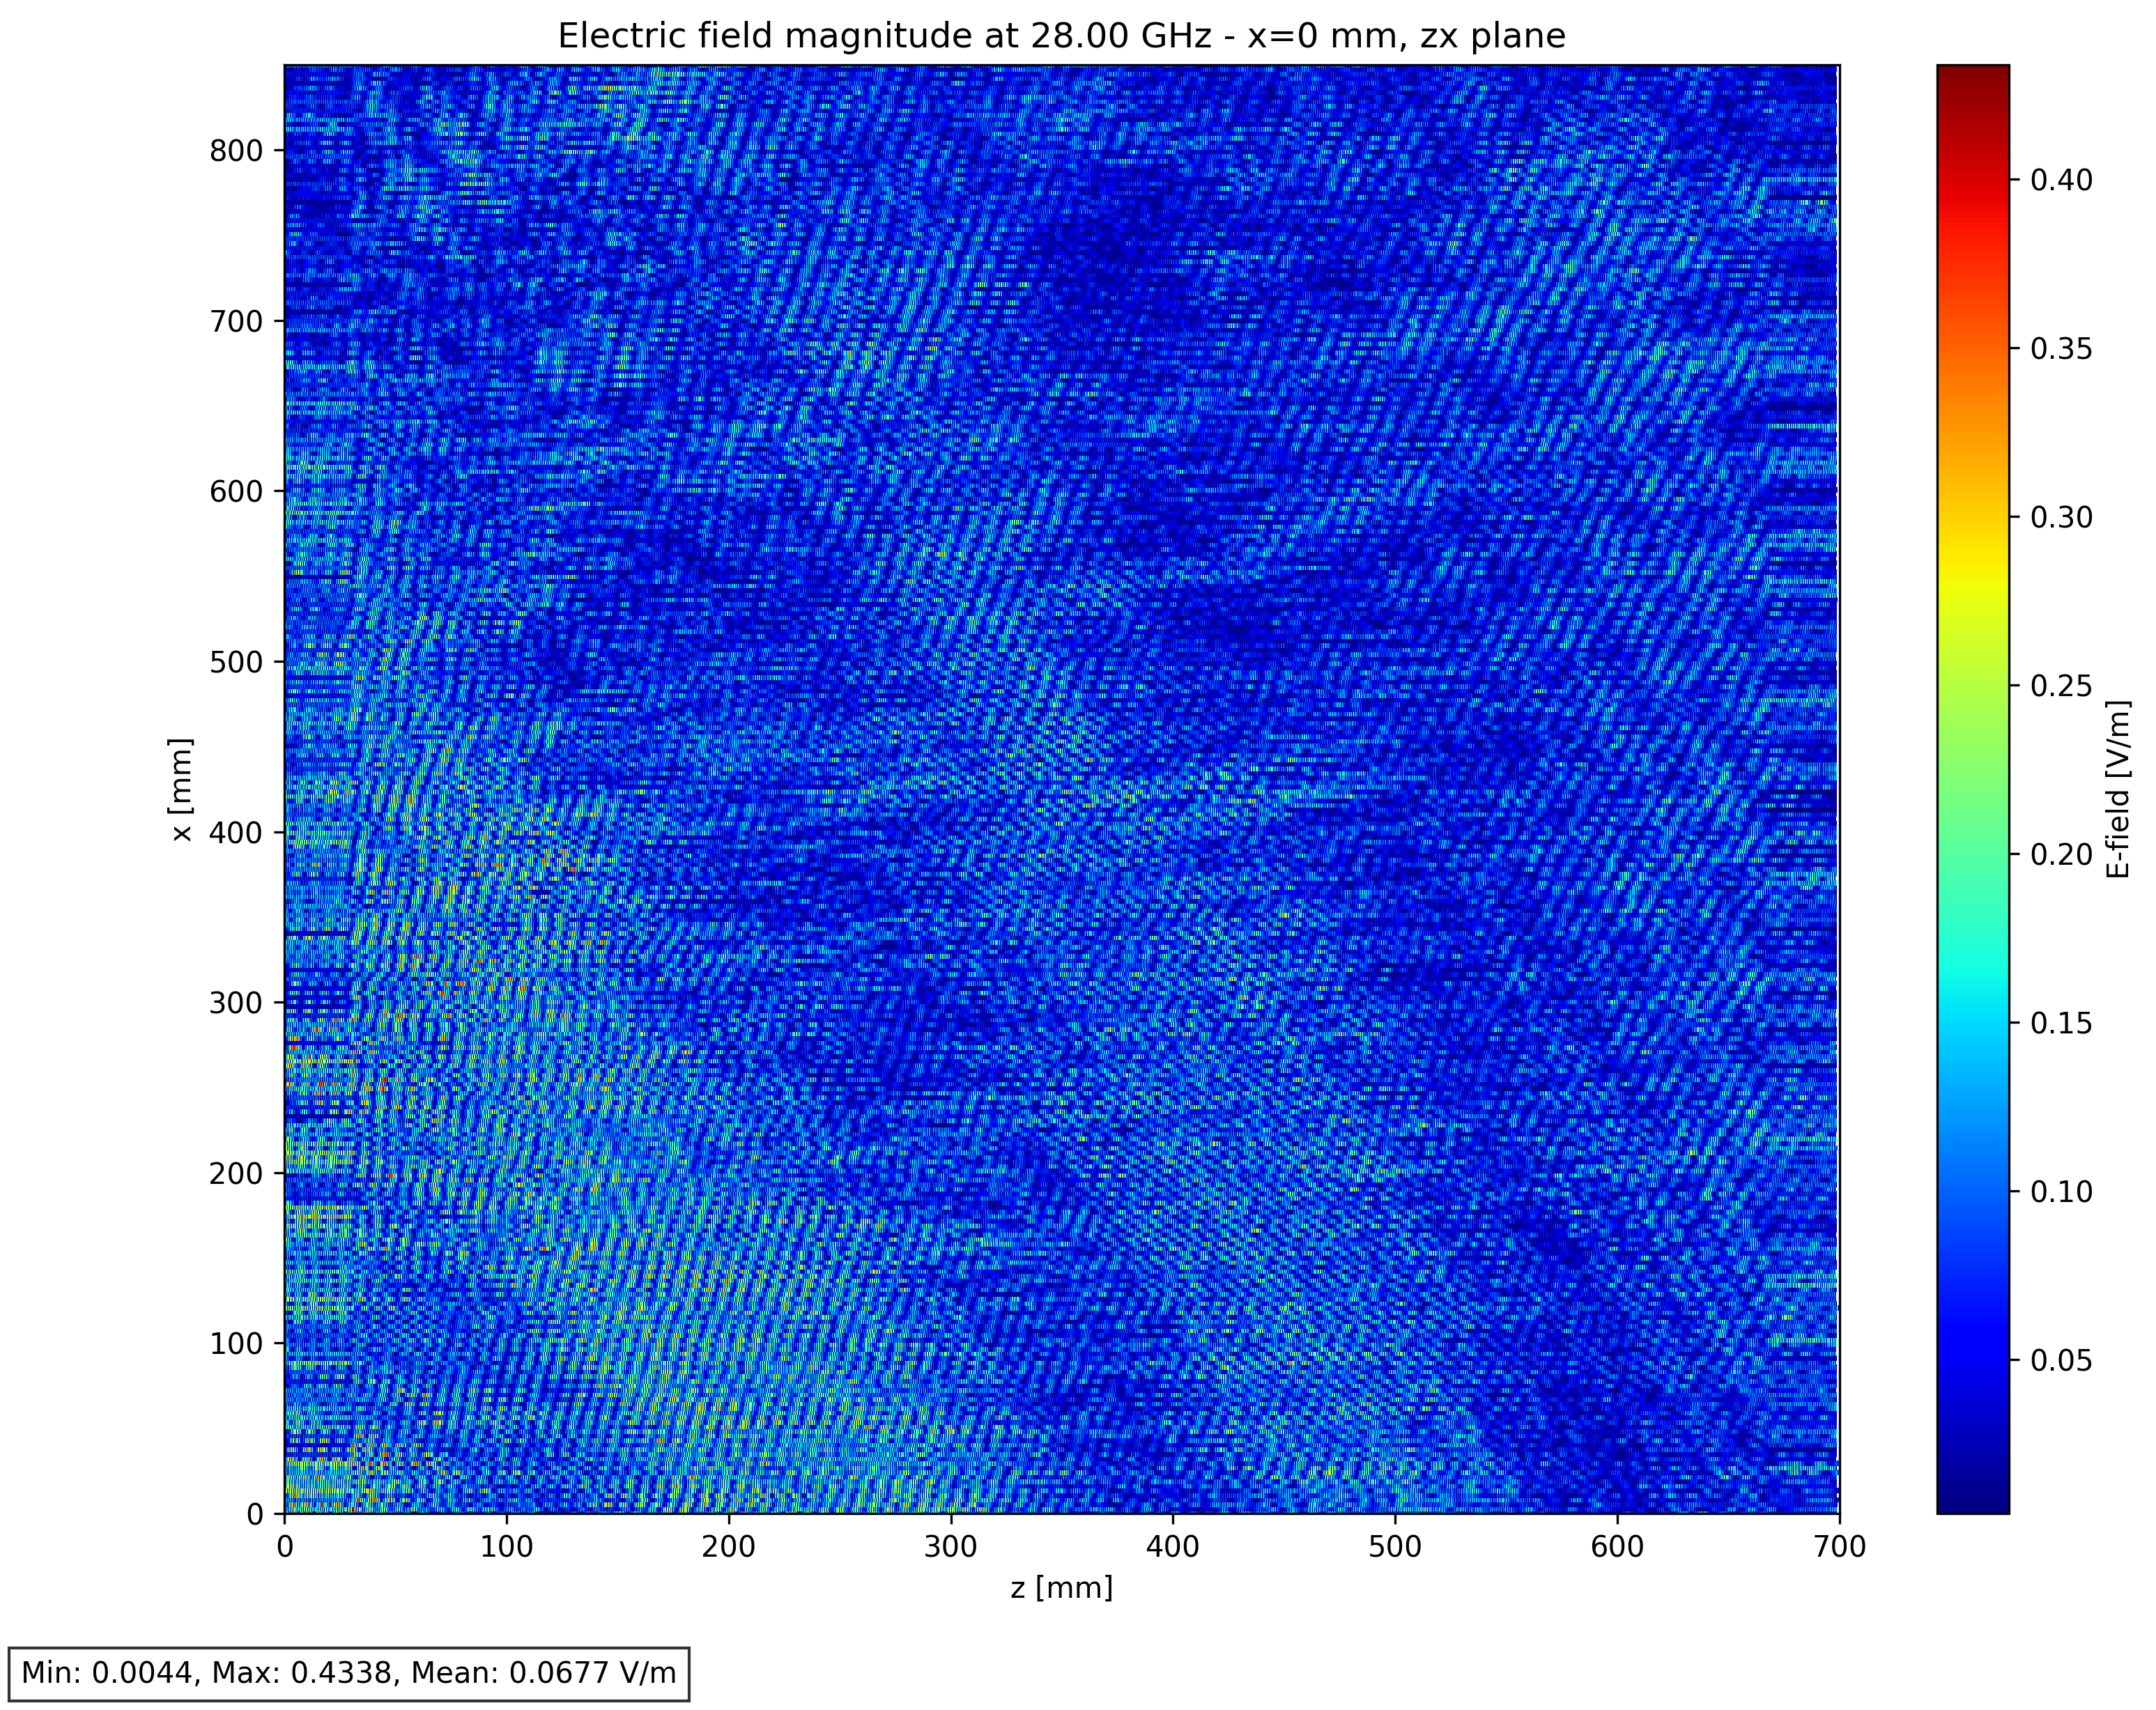 Electric field magnitude at 28.00 GHz - x=0 mm, zx plane
800
700
600
500
400
300
200
100
0
x [mm]
0 100 200 300 400 500 600 700
z [mm]
0.40
0.35
0.30
0.25
0.20
0.15
0.10
0.05
E-field [V/m]
Min: 0.0044, Max: 0.4338, Mean: 0.0677 V/m